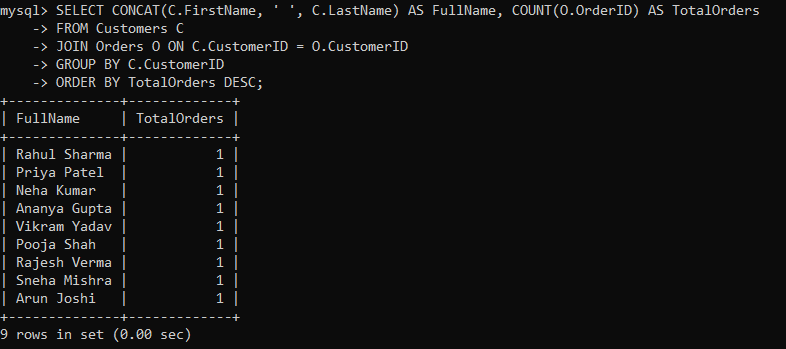 mysql> SELECT CONCAT(C.FirstName, ' ', C.LastName) AS FullName, COUNT(O.OrderID) AS TotalOrders
    -> FROM Customers C
    -> JOIN Orders O ON C.CustomerID = O.CustomerID
    -> GROUP BY C.CustomerID
    -> ORDER BY TotalOrders DESC;
+--------------+-------------+
| FullName     | TotalOrders |
+--------------+-------------+
| Rahul Sharma |           1 |
| Priya Patel  |           1 |
| Neha Kumar   |           1 |
| Ananya Gupta |           1 |
| Vikram Yadav |           1 |
| Pooja Shah   |           1 |
| Rajesh Verma |           1 |
| Sneha Mishra |           1 |
| Arun Joshi   |           1 |
+--------------+-------------+
9 rows in set (0.00 sec)